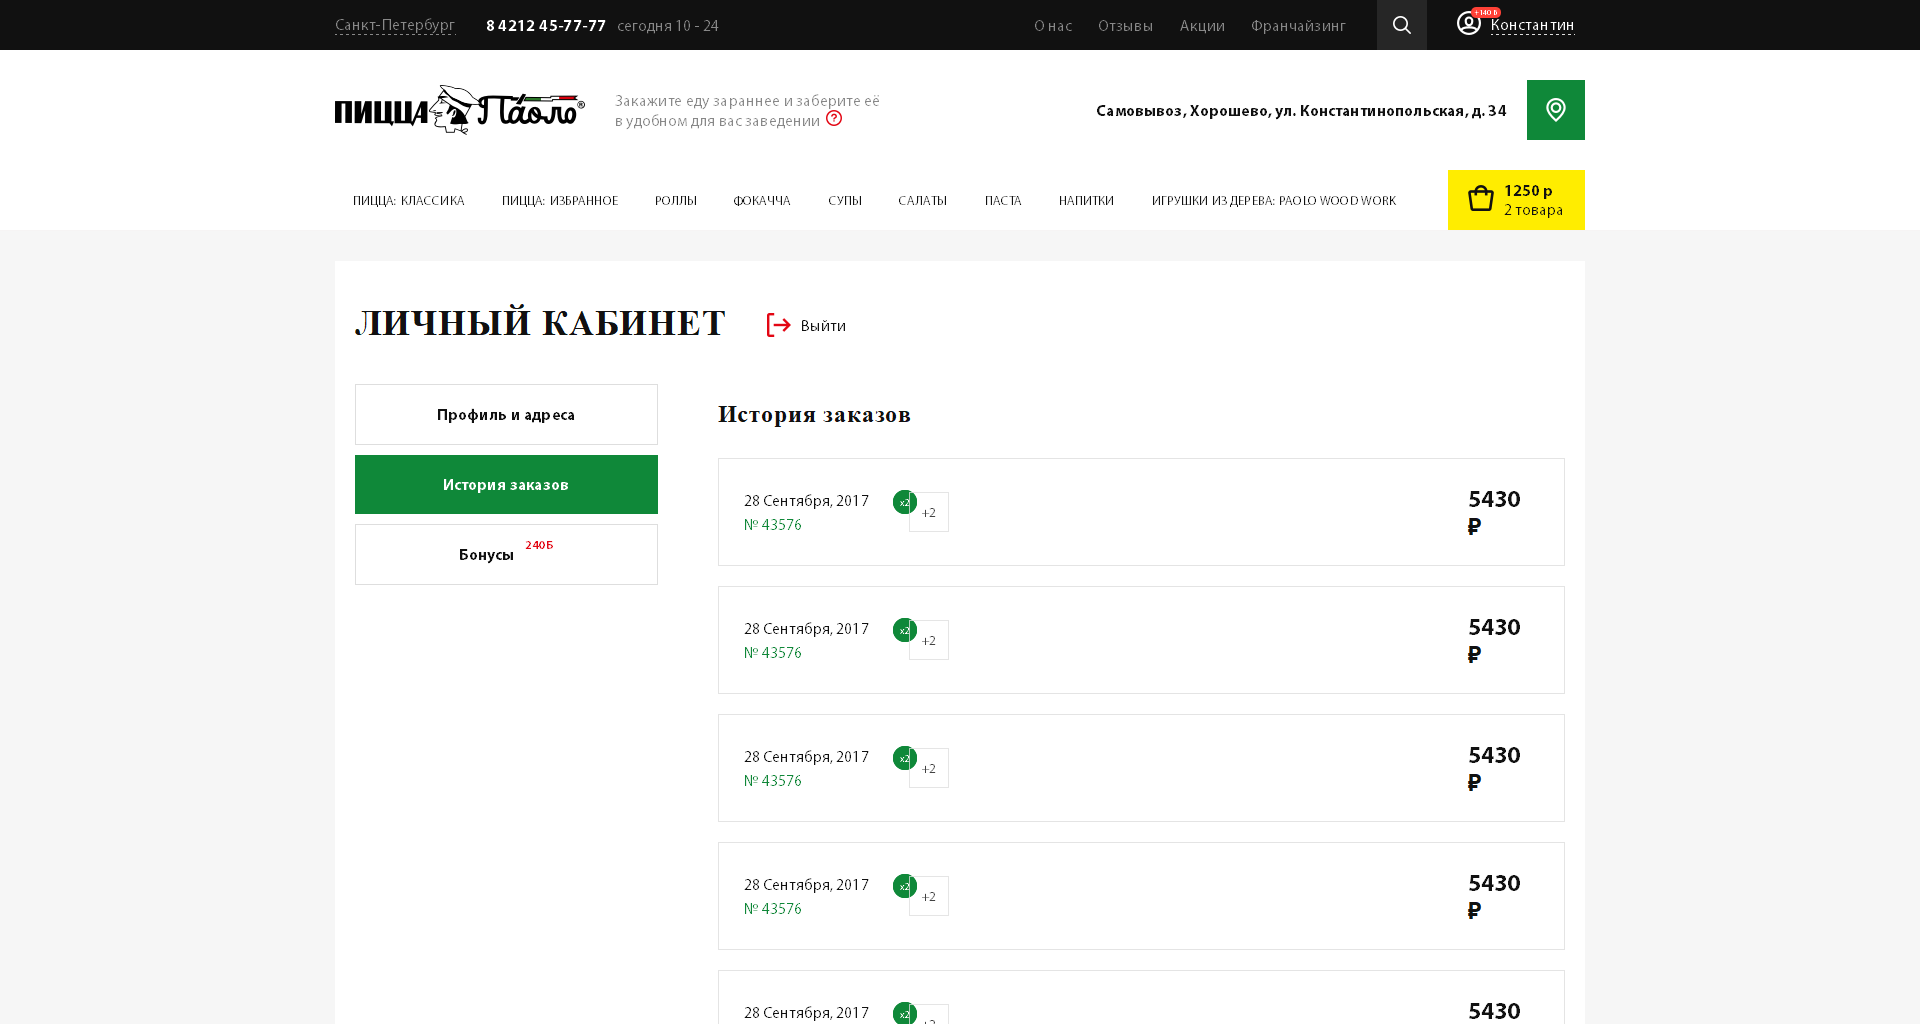 Санкт-Петербург 8 4212 45-77-77 сегодня 10 - 24 О нас Отзывы Акции Франчайзинг +140 Б Константин
ПИЦЦА Паоло®
Закажите еду зараннее и заберите её
в удобном для вас заведении ?
Самовывоз, Хорошево, ул. Константинопольская, д. 34
ПИЦЦА: КЛАССИКА ПИЦЦА: ИЗБРАННОЕ РОЛЛЫ ФОКАЧЧА СУПЫ САЛАТЫ ПАСТА НАПИТКИ ИГРУШКИ ИЗ ДЕРЕВА: PAOLO WOOD WORK
1250 р
2 товара
ЛИЧНЫЙ КАБИНЕТ Выйти
Профиль и адреса
История заказов
Бонусы 240Б
История заказов
28 Сентября, 2017
№ 43576
x2
+2
5430
₽
28 Сентября, 2017
№ 43576
x2
+2
5430
₽
28 Сентября, 2017
№ 43576
x2
+2
5430
₽
28 Сентября, 2017
№ 43576
x2
+2
5430
₽
28 Сентября, 2017
x2
+2
5430